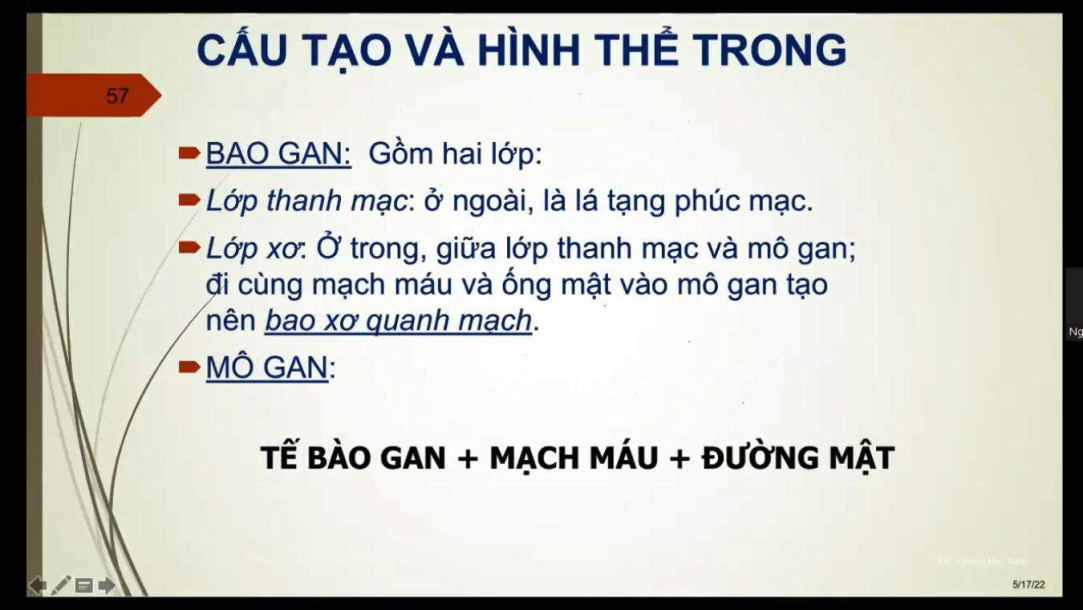 CẤU TẠO VÀ HÌNH THỂ TRONG
57
BAO GAN: Gồm hai lớp:
Lớp thanh mạc: ở ngoài, là lá tạng phúc mạc.
Lớp xơ: Ở trong, giữa lớp thanh mạc và mô gan;
đi cùng mạch máu và ống mật vào mô gan tạo
nên bao xơ quanh mạch.
MÔ GAN:
TẾ BÀO GAN + MẠCH MÁU + ĐƯỜNG MẬT
5/17/22